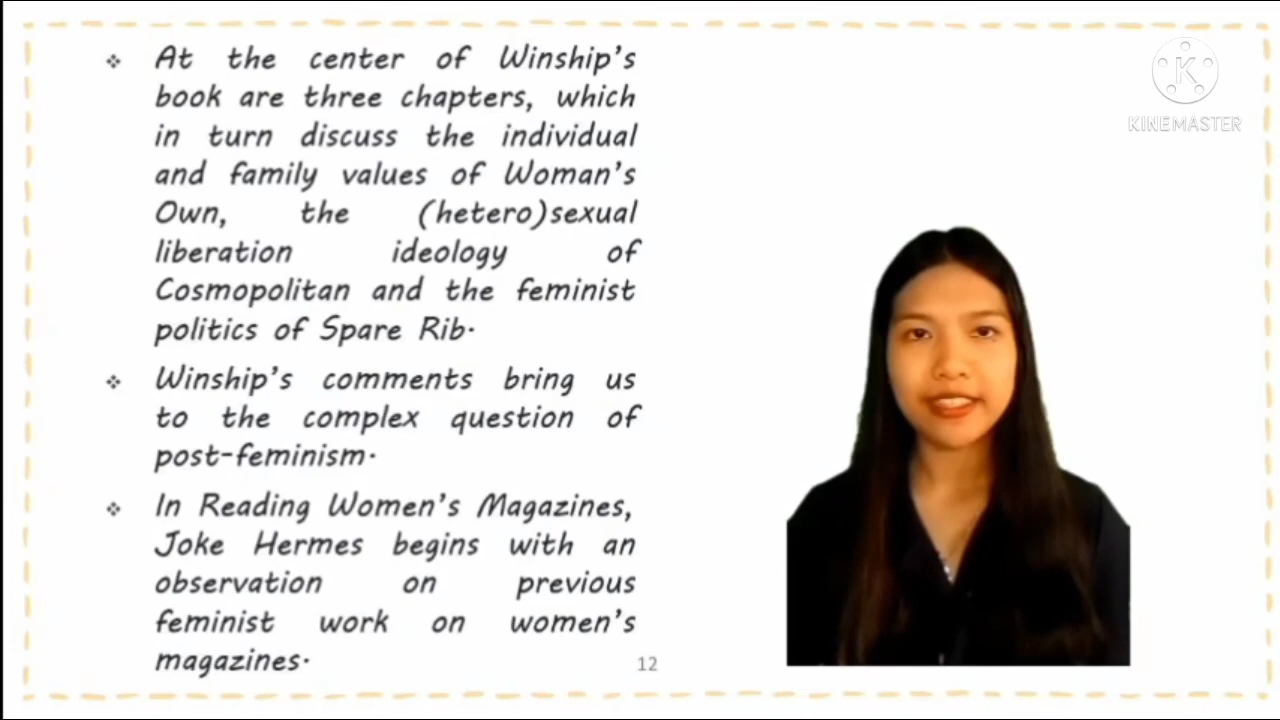 ❖ At the center of Winship's
book are three chapters, which
in turn discuss the individual
and family values of Woman's
Own, the (hetero)sexual
liberation ideology of
Cosmopolitan and the feminist
politics of Spare Rib.
❖ Winship's comments bring us
to the complex question of
post-feminism.
❖ In Reading Women's Magazines,
Joke Hermes begins with an
observation on previous
feminist work on women's
magazines.
12
K
KINEMASTER